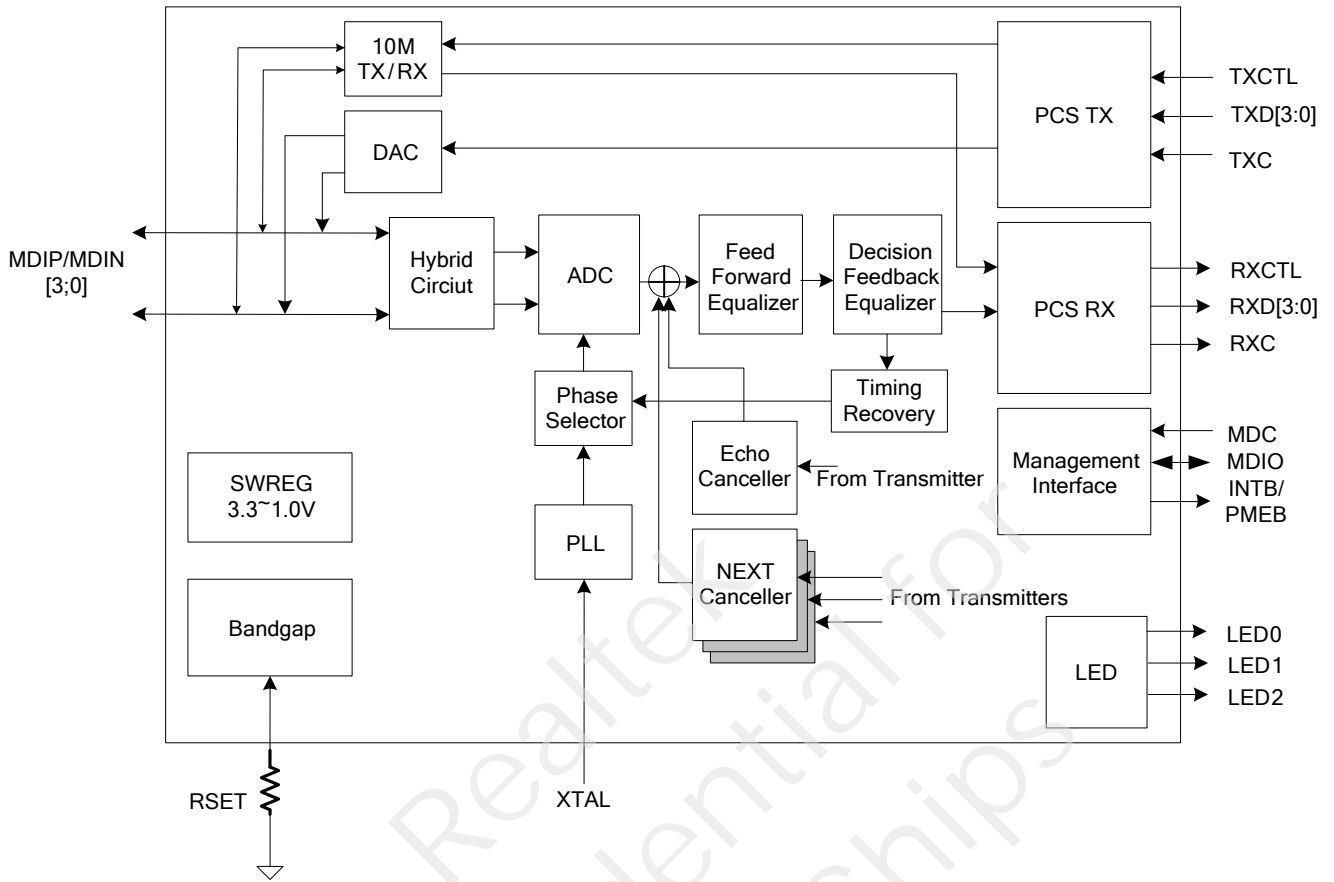 10M
TX/RX
DAC
PCS TX
TXCTL
TXD[3:0]
TXC
MDIP/MDIN
[3;0]
Hybrid
Circiut
ADC
Feed
Forward
Equalizer
Decision
Feedback
Equalizer
PCS RX
RXCTL
RXD[3:0]
RXC
Phase
Selector
Timing
Recovery
Echo
Canceller
From Transmitter
Management
Interface
MDC
MDIO
INTB/
PMEB
SWREG
3.3~1.0V
PLL
NEXT
Canceller
From Transmitters
Bandgap
LED
LED0
LED1
LED2
RSET
XTAL
Realtek
dential for
Ships